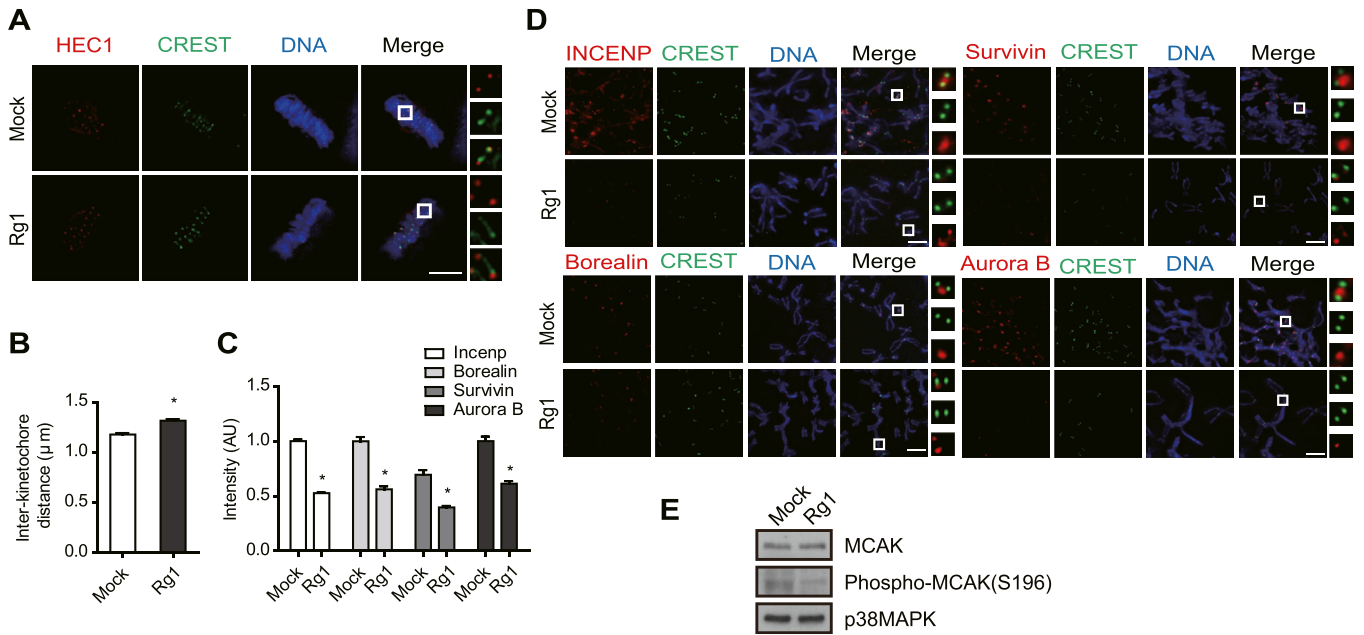 A
HEC1 CREST DNA Merge
Mock
Rg1
D
INCENP CREST DNA Merge
Mock
Rg1
Survivin CREST DNA Merge
Borealin CREST DNA Merge
Mock
Rg1
Aurora B CREST DNA Merge
B
Inter-kinetochore
distance (μ m)
1.5
1.0
0.5
0.0
*
Mock Rg1
C
Incenp
Borealin
Survivin
Aurora B
Intensity (AU)
1.5
1.0
0.5
0.0
* * * *
Mock Rg1 Mock Rg1 Mock Rg1 Mock Rg1
E
Mock Rg1
MCAK
Phospho-MCAK(S196)
p38MAPK